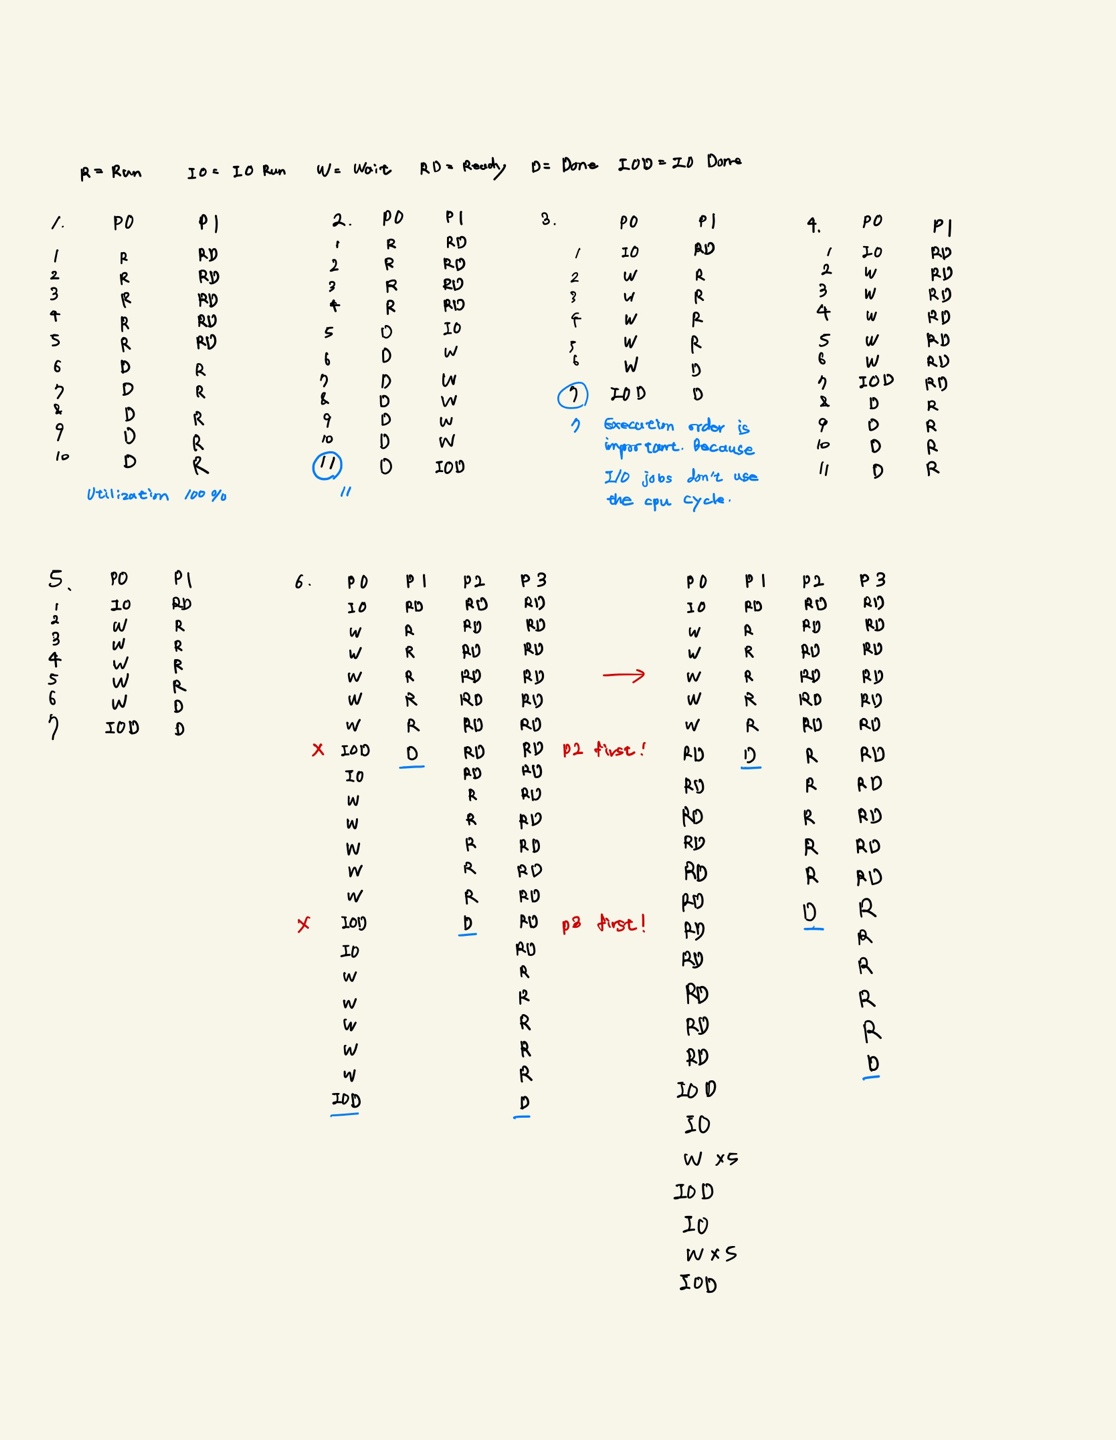 R = Run IO = IO Run W = Wait RD = Ready D = Done IOD = IO Done
1. P0 P1
1 R RD
2 R RD
3 R RD
4 R RD
5 R RD
6 D R
7 D R
8 D R
9 D R
10 D R
Utilization 100%
2. P0 P1
1 R RD
2 R RD
3 R RD
4 R RD
5 D IO
6 D W
7 D W
8 D W
9 D W
10 D W
11 D IOD
11
3. P0 P1
1 IO RD
2 W R
3 W R
4 W R
5 W R
6 W D
7 IOD D
7 Execution order is
important. Because
I/O jobs don't use
the cpu cycle.
4. P0 P1
1 IO RD
2 W RD
3 W RD
4 W RD
5 W RD
6 W RD
7 IOD RD
8 D R
9 D R
10 D R
11 D R
5. P0 P1
1 IO RD
2 W R
3 W R
4 W R
5 W R
6 W D
7 IOD D
6. P0 P1 P2 P3
IO RD RD RD
W R RD RD
W R RD RD
W R RD RD
W R RD RD
W R RD RD
x IOD D RD RD P2 first!
IO RD RD
W R RD
W R RD
W R RD
W R RD
W R RD
x IOD D RD P3 first!
IO RD
W R
W R
W R
W R
W R
IOD D
→
P0 P1 P2 P3
IO RD RD RD
W R RD RD
W R RD RD
W R RD RD
W R RD RD
W R RD RD
RD D R RD
RD R RD
RD R RD
RD R RD
RD R RD
RD D R
RD R
RD R
RD R
RD R
RD D
IOD
IO
W x5
IOD
IO
W x5
IOD